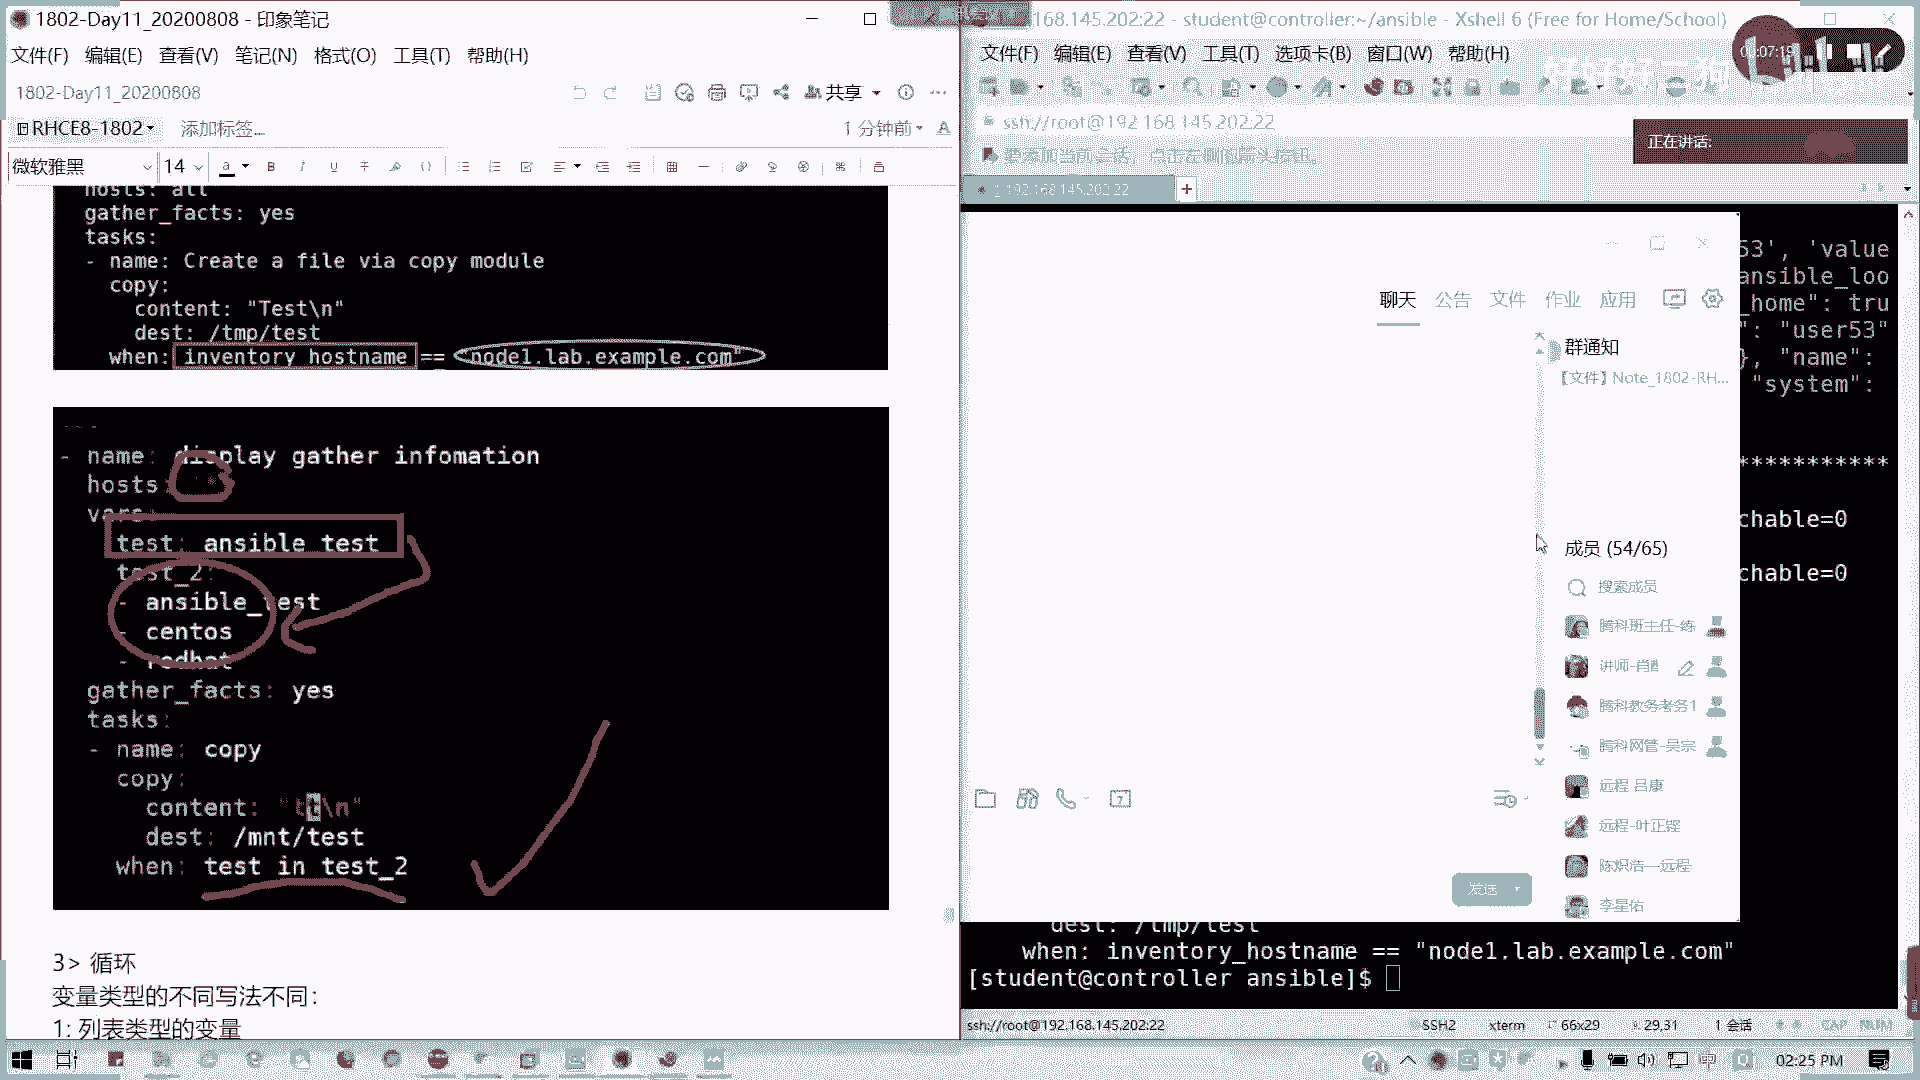 1802-Day11_20200808 - 印象笔记
文件(F) 编辑(E) 查看(V) 笔记(N) 格式(O) 工具(T) 帮助(H)
1802-Day11_20200808
共享
RHCE8-1802 添加标签...
1 分钟前
微软雅黑 14
hosts: all
gather_facts: yes
tasks:
- name: Create a file via copy module
copy:
content: "Test\n"
dest: /tmp/test
when: inventory_hostname == "node1.lab.example.com"
---
- name: display gather infomation
hosts:
vars:
test: ansible_test
test_2:
- ansible_test
- centos
- redhat
gather_facts: yes
tasks:
- name: copy
copy:
content: "tt\n"
dest: /mnt/test
when: test in test_2
3> 循环
变量类型的不同写法不同:
1: 列表类型的变量
168.145.202:22 - student@controller:~/ansible - Xshell 6 (Free for Home/School)
文件(F) 编辑(E) 查看(V) 工具(T) 选项卡(B) 窗口(W) 帮助(H)
00:07:19
ssh://root@192.168.145.202:22
要添加当前会话，点击左侧的箭头按钮。
正在讲话:
1 192.168.145.202:22
53', 'value
ansible_loo
_home": tru
": "user53"
}, "name":
"system":
***********
chable=0
chable=0
聊天 公告 文件 作业 应用
群通知
【文件】Note_1802-RH...
成员 (54/65)
搜索成员
腾科班主任-练
讲师-肖
腾科教务考务1
腾科网管-吴宗
远程 吕康
远程-叶正铿
陈炽浩—远程
李星佑
发送
dest: /tmp/test
when: inventory_hostname == "node1.lab.example.com"
[student@controller ansible]$
ssh://root@192.168.145.202:22 SSH2 xterm 66x29 29,31 1 会话 CAP NUM
中 02:25 PM